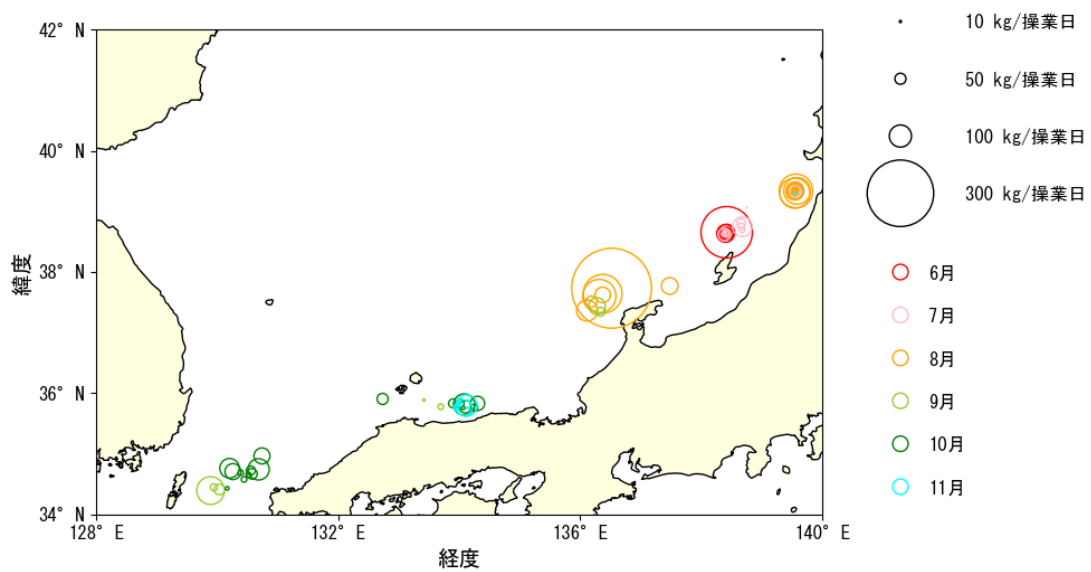 42° N
40° N
38° N
36° N
34° N
緯度
128° E
132° E
136° E
140° E
経度
10 kg/操業日
50 kg/操業日
100 kg/操業日
300 kg/操業日
6月
7月
8月
9月
10月
11月